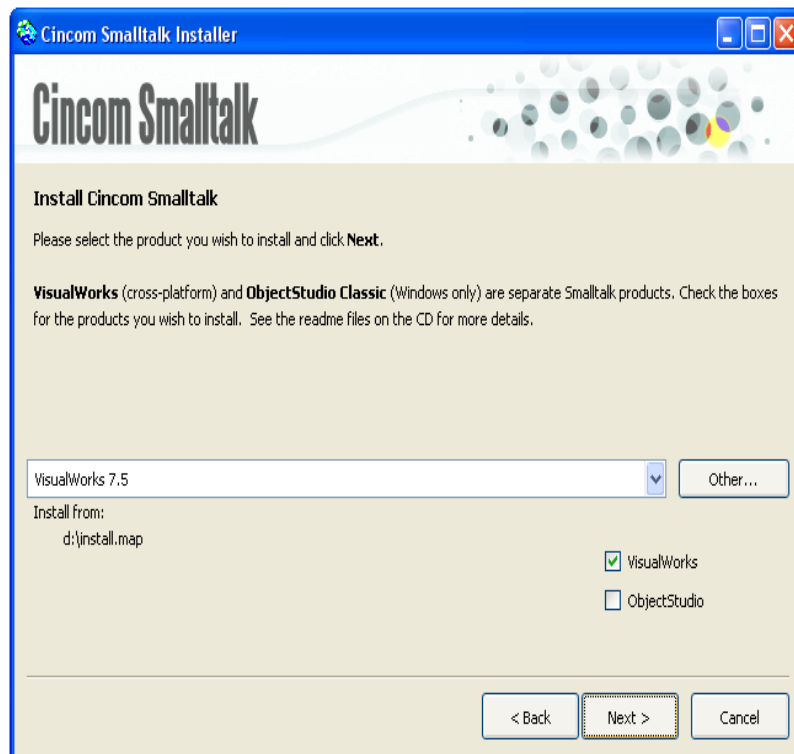 Cincom Smalltalk Installer
Cincom Smalltalk
Install Cincom Smalltalk
Please select the product you wish to install and click Next.
VisualWorks (cross-platform) and ObjectStudio Classic (Windows only) are separate Smalltalk products. Check the boxes
for the products you wish to install.  See the readme files on the CD for more details.
VisualWorks 7.5
Other...
Install from:
d:\install.map
VisualWorks
ObjectStudio
< Back
Next >
Cancel